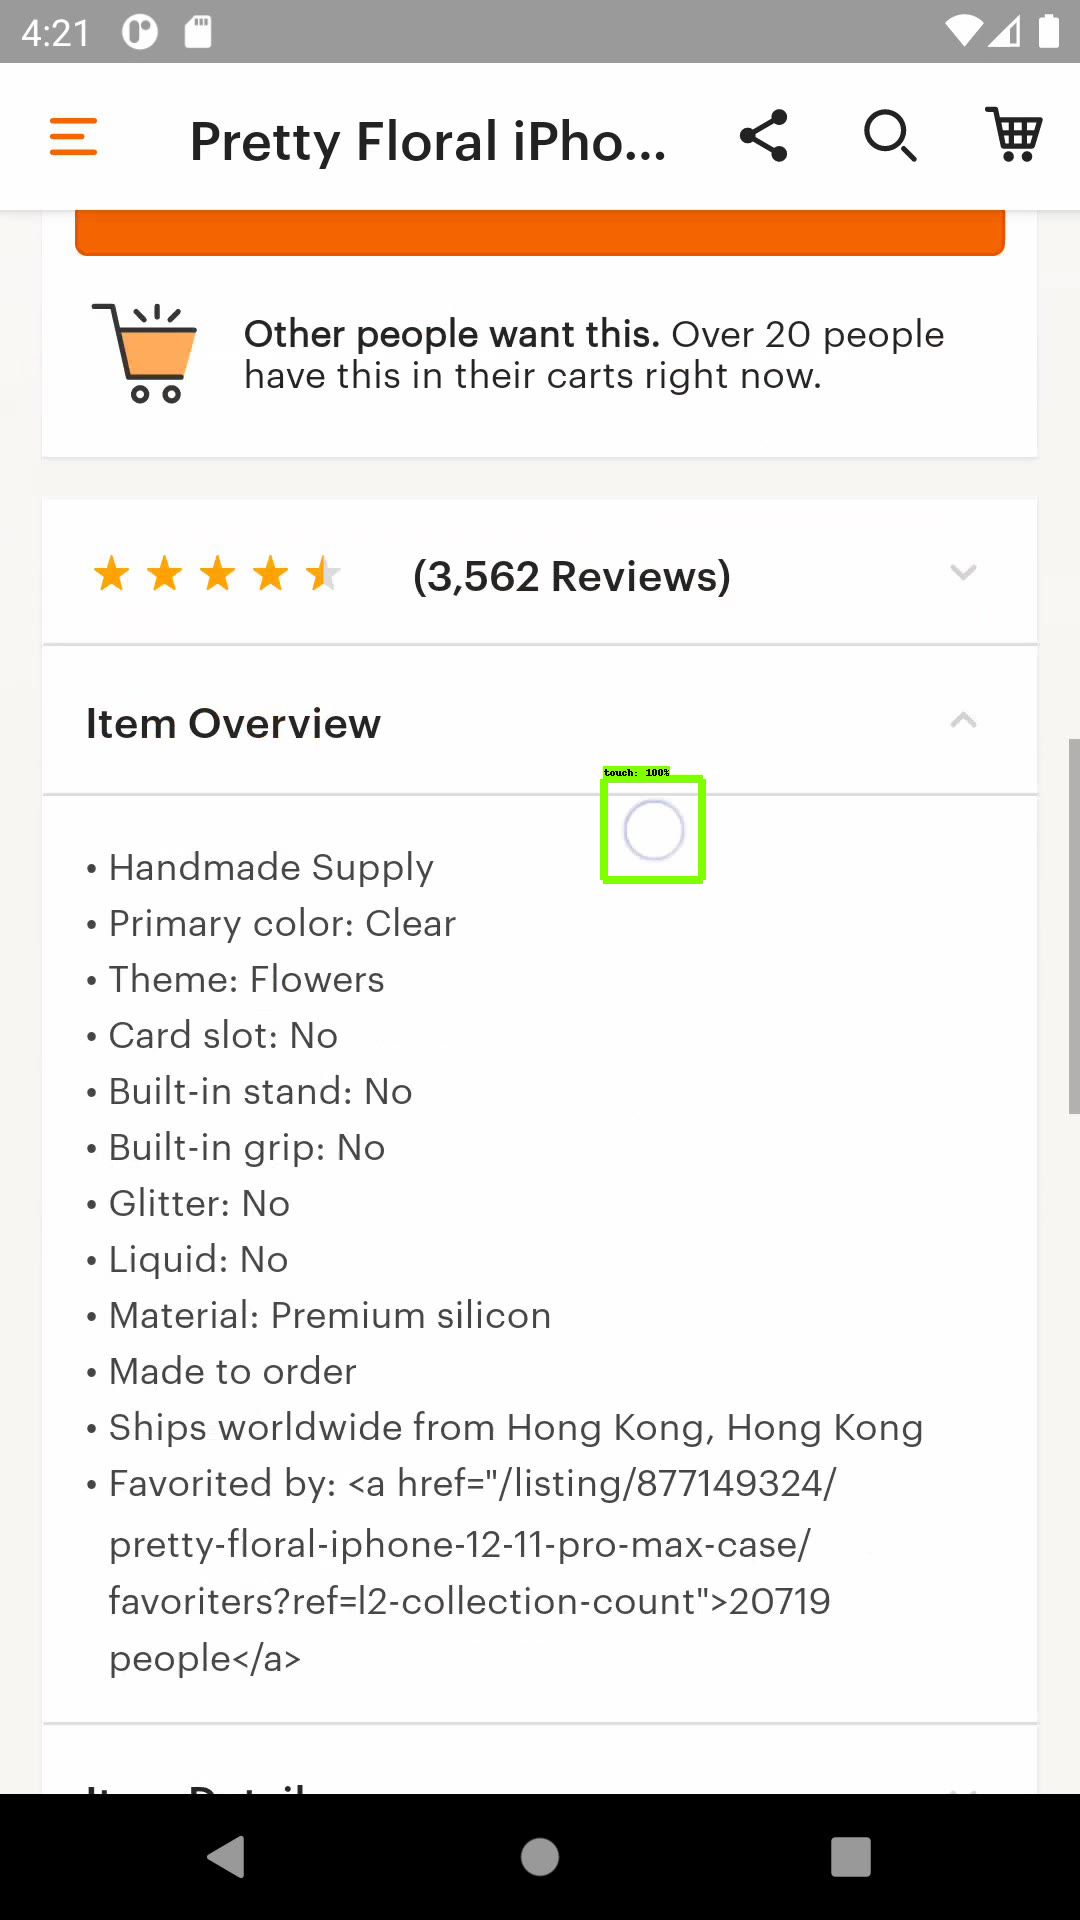 4:21
Pretty Floral iPho...
Other people want this. Over 20 people
have this in their carts right now.
(3,562 Reviews)
Item Overview
touch: 100%
• Handmade Supply
• Primary color: Clear
• Theme: Flowers
• Card slot: No
• Built-in stand: No
• Built-in grip: No
• Glitter: No
• Liquid: No
• Material: Premium silicon
• Made to order
• Ships worldwide from Hong Kong, Hong Kong
• Favorited by: <a href="/listing/877149324/
pretty-floral-iphone-12-11-pro-max-case/
favoriters?ref=l2-collection-count">20719
people</a>